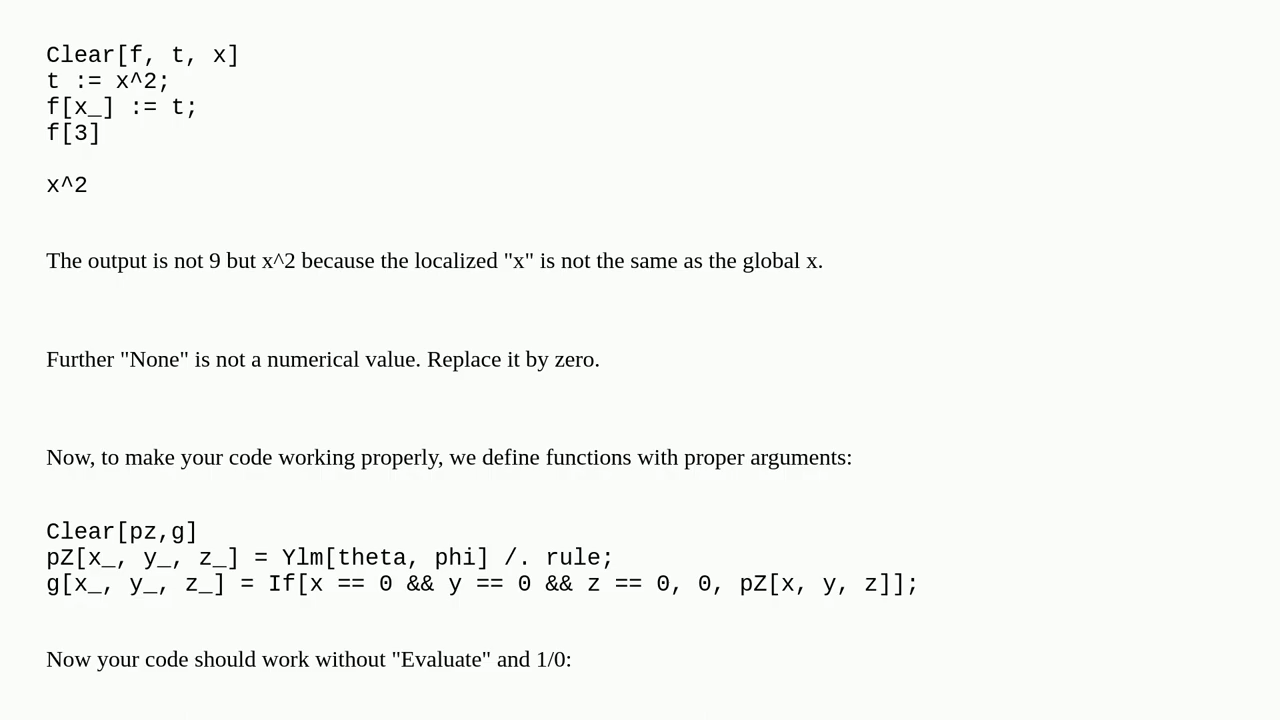 Clear[f, t, x]
t := x^2;
f[x_] := t;
f[3]
x^2
The output is not 9 but x^2 because the localized "x" is not the same as the global x.
Further "None" is not a numerical value. Replace it by zero.
Now, to make your code working properly, we define functions with proper arguments:
Clear[pz,g]
pZ[x_, y_, z_] = Ylm[theta, phi] /. rule;
g[x_, y_, z_] = If[x == 0 && y == 0 && z == 0, 0, pZ[x, y, z]];
Now your code should work without "Evaluate" and 1/0: